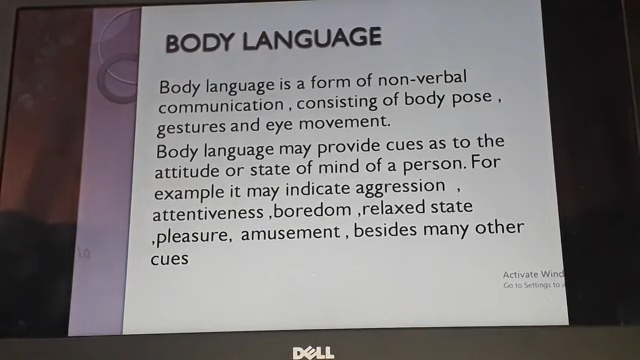 BODY LANGUAGE
Body language is a form of non-verbal
communication , consisting of body pose ,
gestures and eye movement.
Body language may provide cues as to the
attitude or state of mind of a person. For
example it may indicate aggression ,
attentiveness ,boredom ,relaxed state
,pleasure, amusement , besides many other
cues
Activate Wind
Go to Settings to
DELL